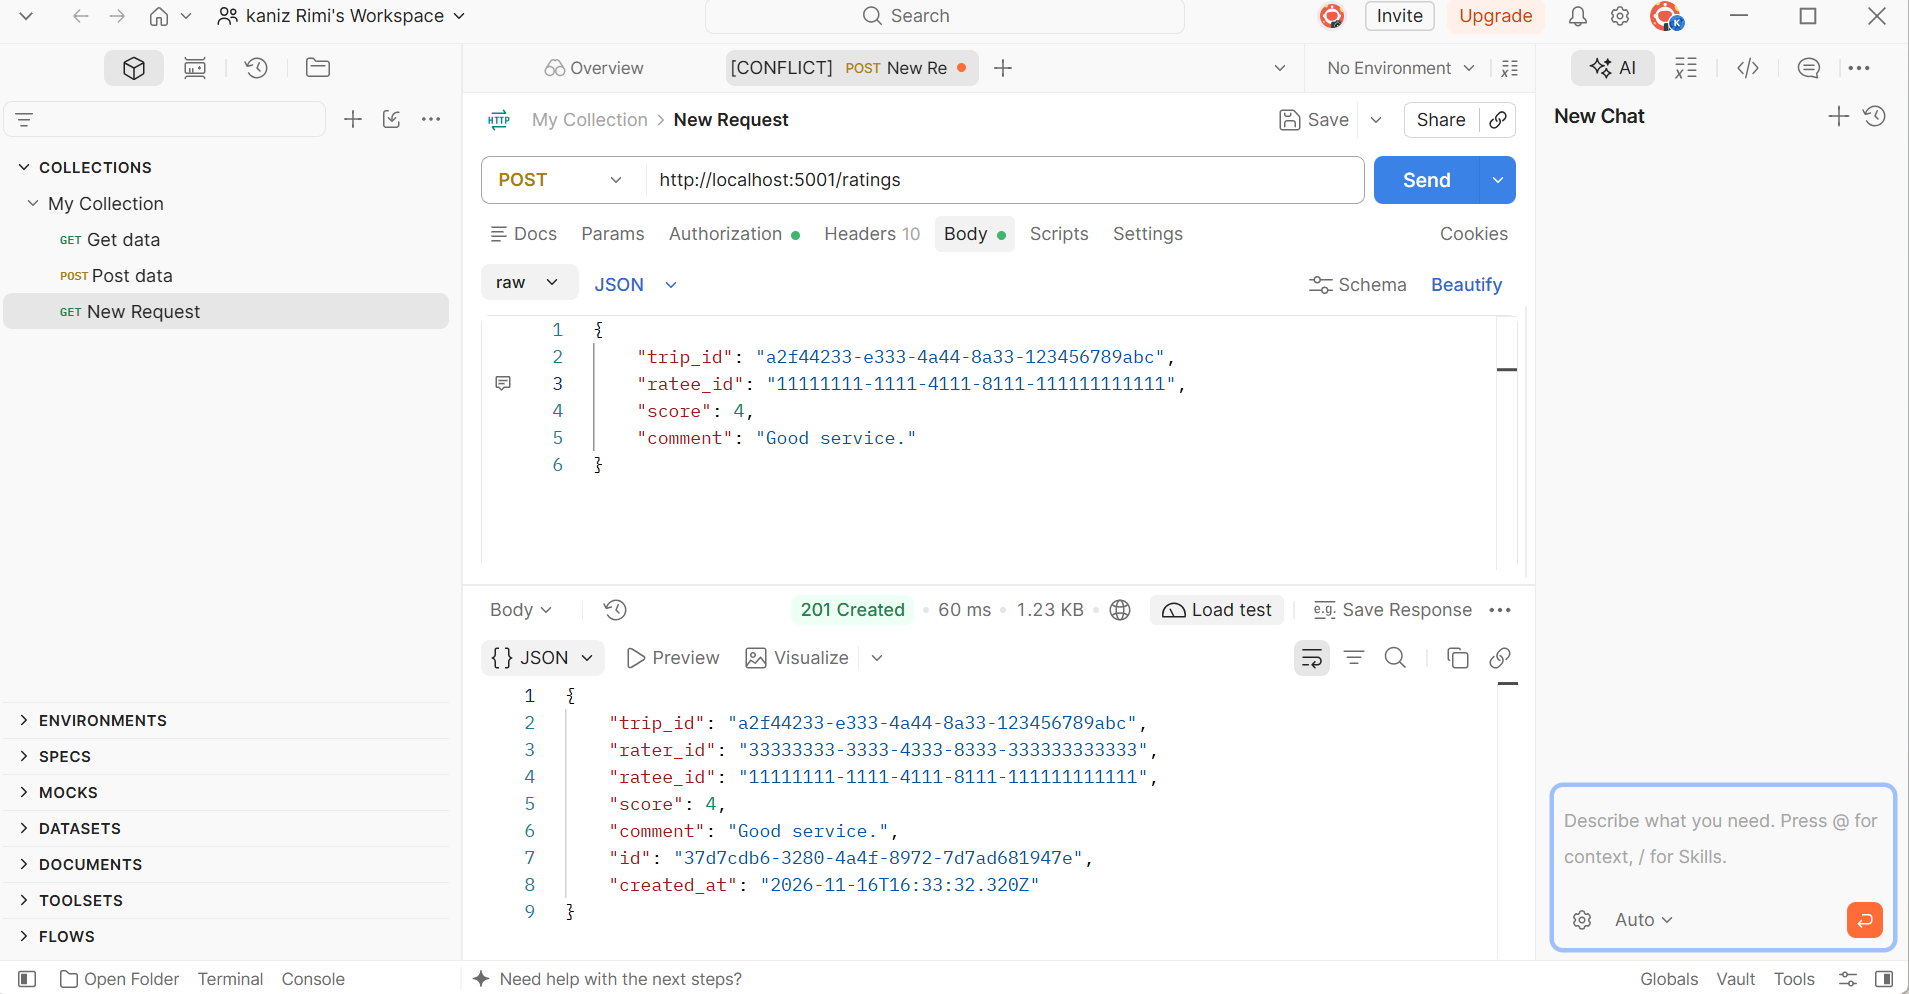 kaniz Rimi's Workspace
Search
Invite
Upgrade
K
Overview
[CONFLICT] POST New Re
No Environment
AI
My Collection > New Request
Save
Share
New Chat
COLLECTIONS
My Collection
GET Get data
POST Post data
GET New Request
HTTP
POST
http://localhost:5001/ratings
Send
Docs
Params
Authorization
Headers 10
Body
Scripts
Settings
Cookies
raw
JSON
Schema
Beautify
1 {
2 "trip_id": "a2f44233-e333-4a44-8a33-123456789abc",
3 "ratee_id": "11111111-1111-4111-8111-111111111111",
4 "score": 4,
5 "comment": "Good service."
6 }
Body
201 Created
60 ms
1.23 KB
Load test
e.g. Save Response
{} JSON
Preview
Visualize
1 {
2 "trip_id": "a2f44233-e333-4a44-8a33-123456789abc",
3 "rater_id": "33333333-3333-4333-8333-333333333333",
4 "ratee_id": "11111111-1111-4111-8111-111111111111",
5 "score": 4,
6 "comment": "Good service.",
7 "id": "37d7cdb6-3280-4a4f-8972-7d7ad681947e",
8 "created_at": "2026-11-16T16:33:32.320Z"
9 }
ENVIRONMENTS
SPECS
MOCKS
DATASETS
DOCUMENTS
TOOLSETS
FLOWS
Describe what you need. Press @ for
context, / for Skills.
Auto
Open Folder
Terminal
Console
Need help with the next steps?
Globals
Vault
Tools